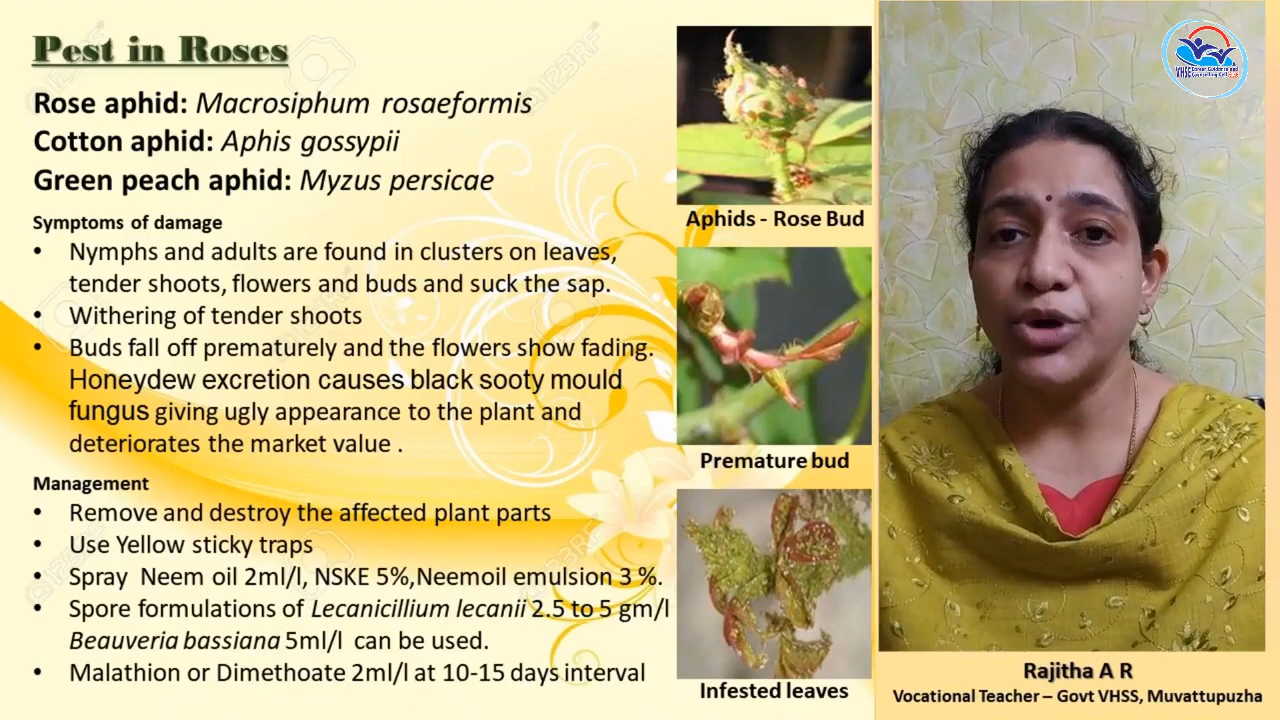 Pest in Roses
Rose aphid: Macrosiphum rosaeformis
Cotton aphid: Aphis gossypii
Green peach aphid: Myzus persicae
Symptoms of damage
• Nymphs and adults are found in clusters on leaves,
tender shoots, flowers and buds and suck the sap.
• Withering of tender shoots
• Buds fall off prematurely and the flowers show fading.
Honeydew excretion causes black sooty mould
fungus giving ugly appearance to the plant and
deteriorates the market value .
Management
• Remove and destroy the affected plant parts
• Use Yellow sticky traps
• Spray Neem oil 2ml/l, NSKE 5%,Neemoil emulsion 3 %.
• Spore formulations of Lecanicillium lecanii 2.5 to 5 gm/l
Beauveria bassiana 5ml/l can be used.
• Malathion or Dimethoate 2ml/l at 10-15 days interval
Aphids - Rose Bud
Premature bud
Infested leaves
VHSE Career Guidance and
Counselling Cell
Rajitha A R
Vocational Teacher – Govt VHSS, Muvattupuzha